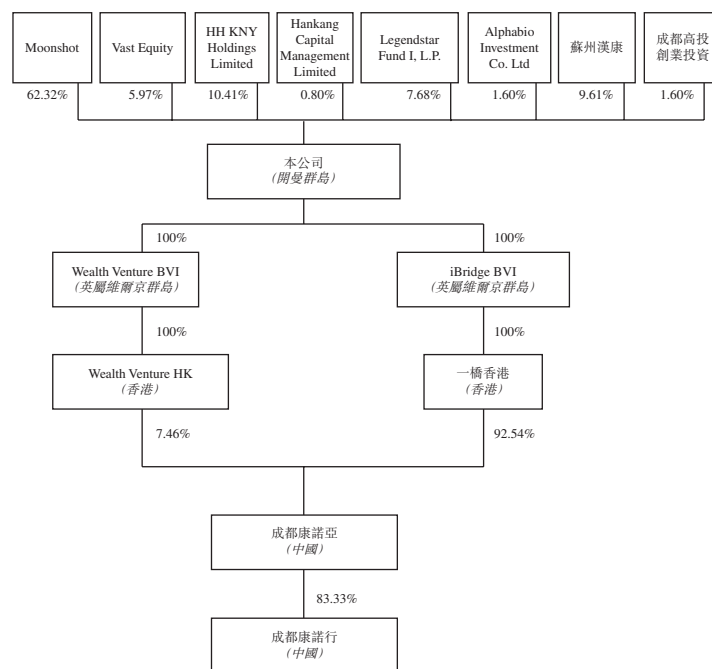 Moonshot
Vast Equity
HH KNY
Holdings
Limited
Hankang
Capital
Management
Limited
Legendstar
Fund I, L.P.
Alphabio
Investment
Co. Ltd
蘇州漢康
成都高投
創業投資
62.32%
5.97%
10.41%
0.80%
7.68%
1.60%
9.61%
1.60%
本公司
(開曼群島)
100%
100%
Wealth Venture BVI
(英屬維爾京群島)
iBridge BVI
(英屬維爾京群島)
100%
100%
Wealth Venture HK
(香港)
一橋香港
(香港)
7.46%
92.54%
成都康諾亞
(中國)
83.33%
成都康諾行
(中國)